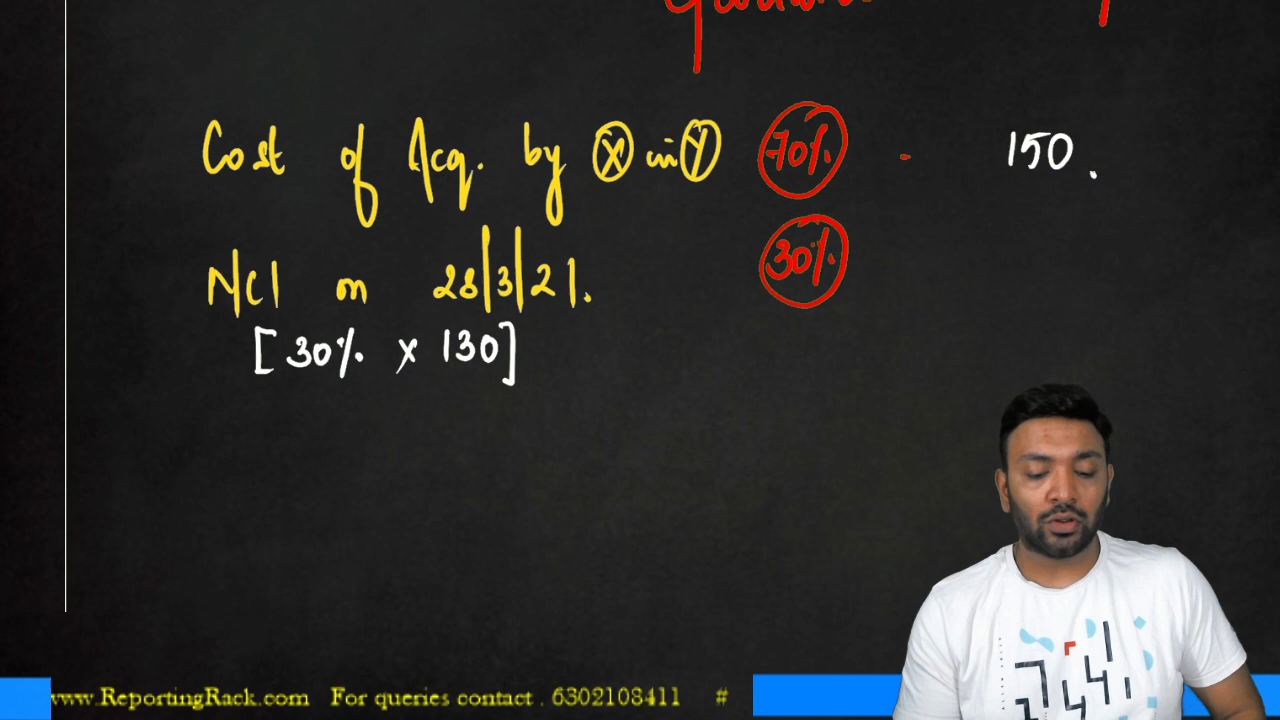 Cost of Acq. by X in Y 70% - 150.
NCI on 28/3/21. 30%
[30% x 130]
www.ReportingRack.com For queries contact . 6302108411 #